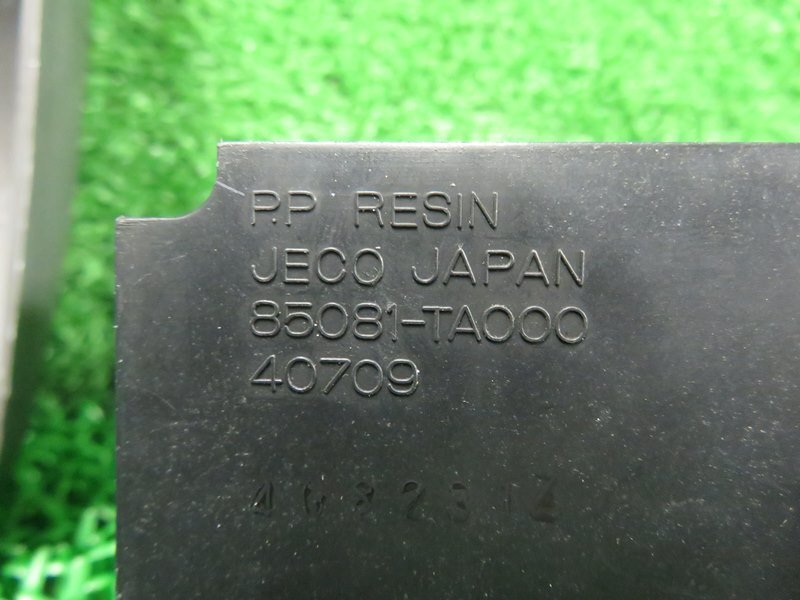 P.P RESIN
JECO JAPAN
85081-TA000
40709